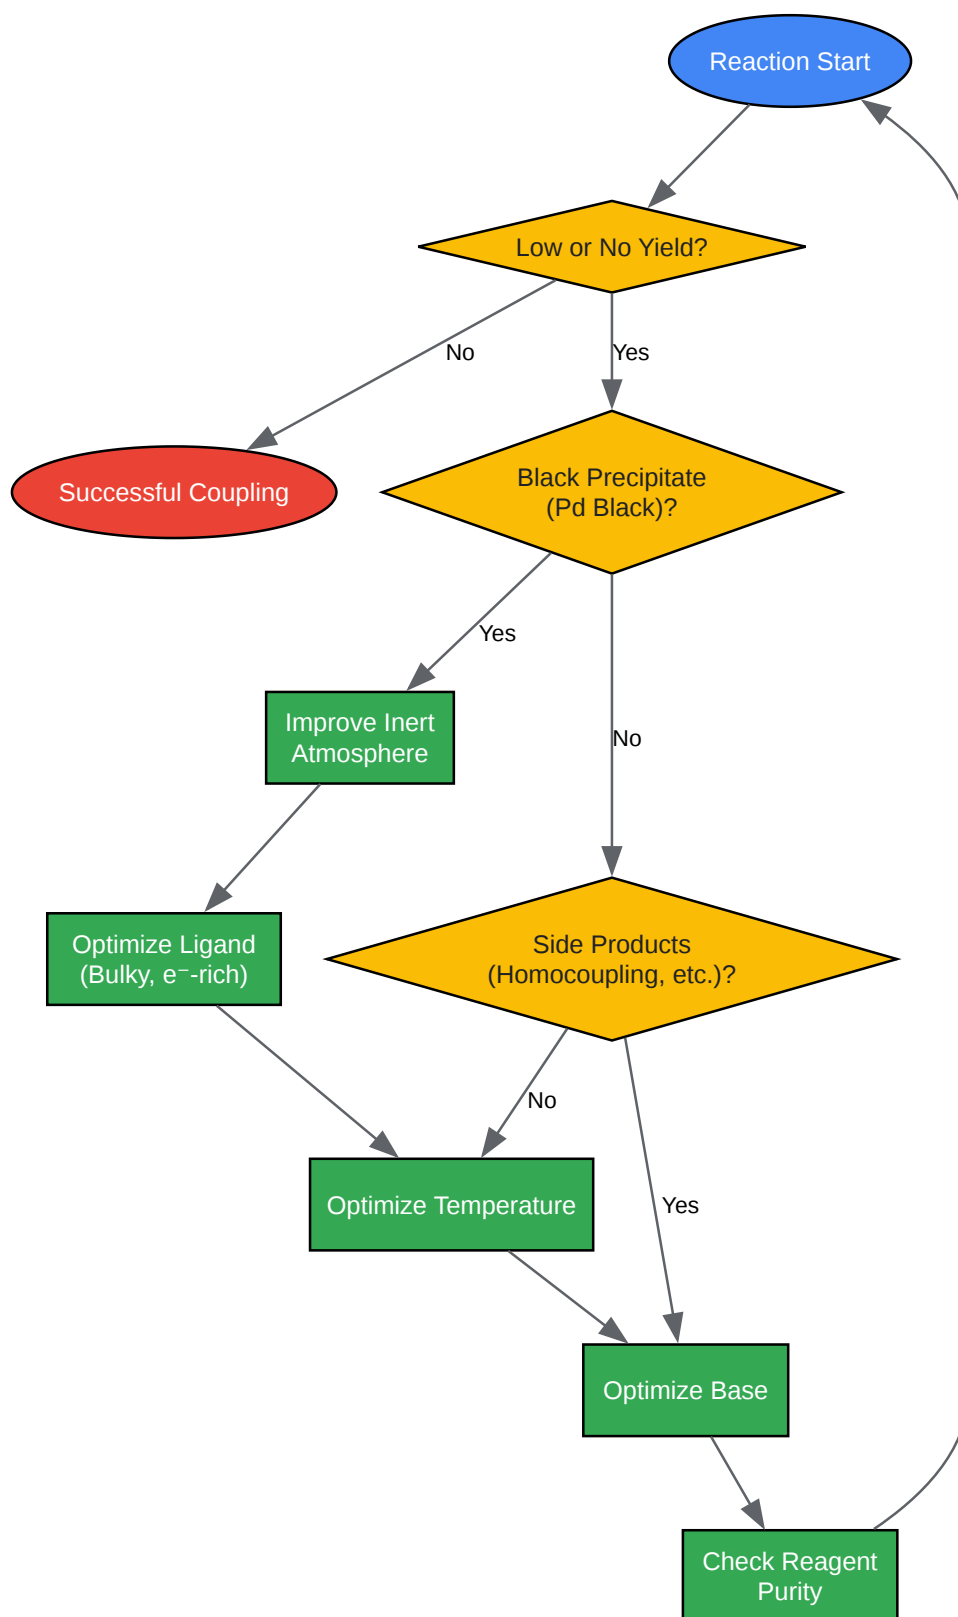 Reaction Start
Low or No Yield?
No
Yes
Successful Coupling
Black Precipitate
(Pd Black)?
Yes
Improve Inert
Atmosphere
No
Optimize Ligand
(Bulky, e⁻-rich)
Side Products
(Homocoupling, etc.)?
No
Optimize Temperature
Yes
Optimize Base
Check Reagent
Purity